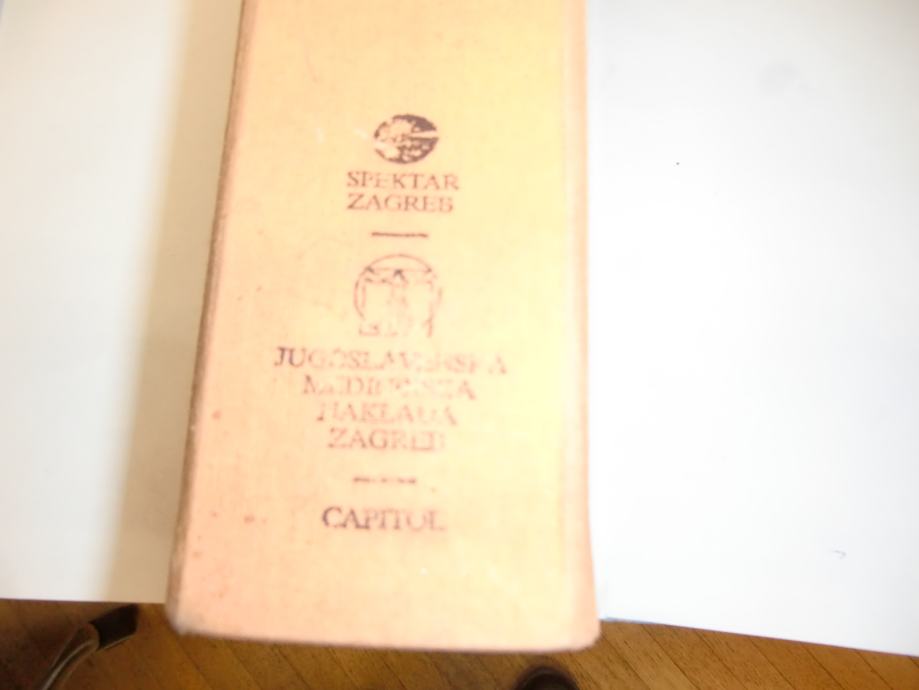 SPEKTAR
ZAGREB
JUGOSLAVENSKA
MEDICINSKA
NAKLADA
ZAGREB
CAPITOL